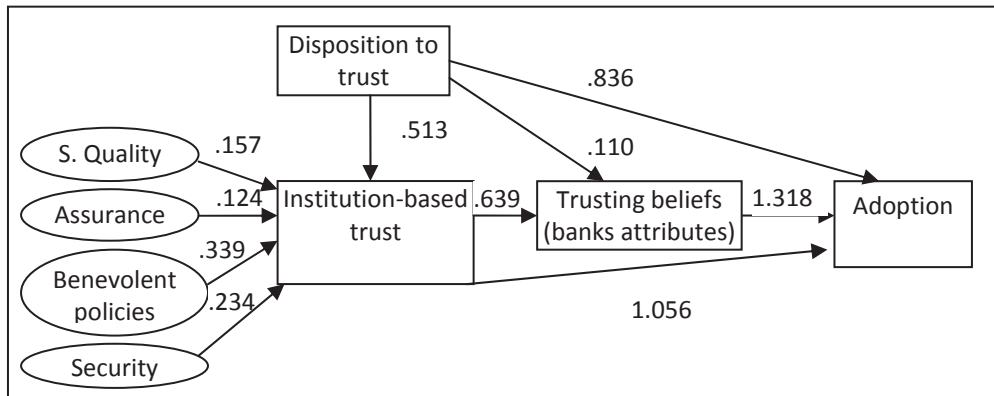 Disposition to
trust
.836
.513
.110
S. Quality
.157
Assurance
.124
Benevolent
policies
.339
Security
.234
Institution-based
trust
.639
Trusting beliefs
(banks attributes)
1.318
Adoption
1.056